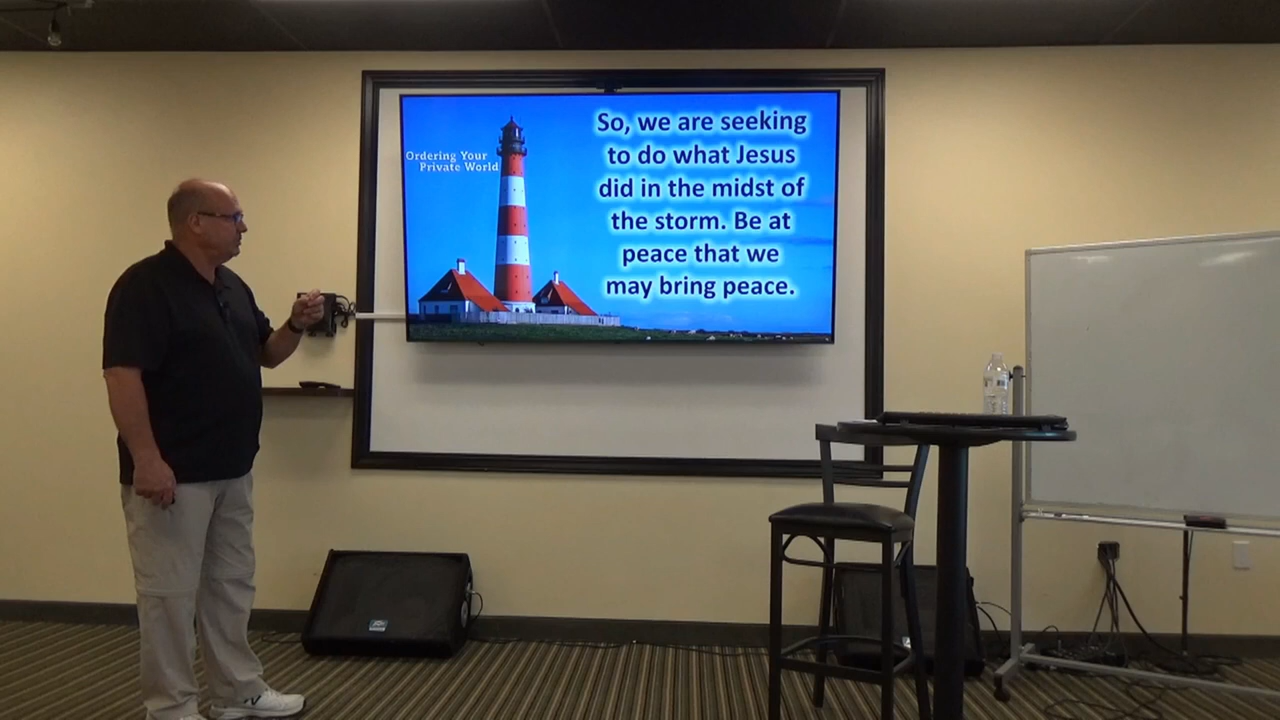 Ordering Your
Private World
So, we are seeking
to do what Jesus
did in the midst of
the storm. Be at
peace that we
may bring peace.